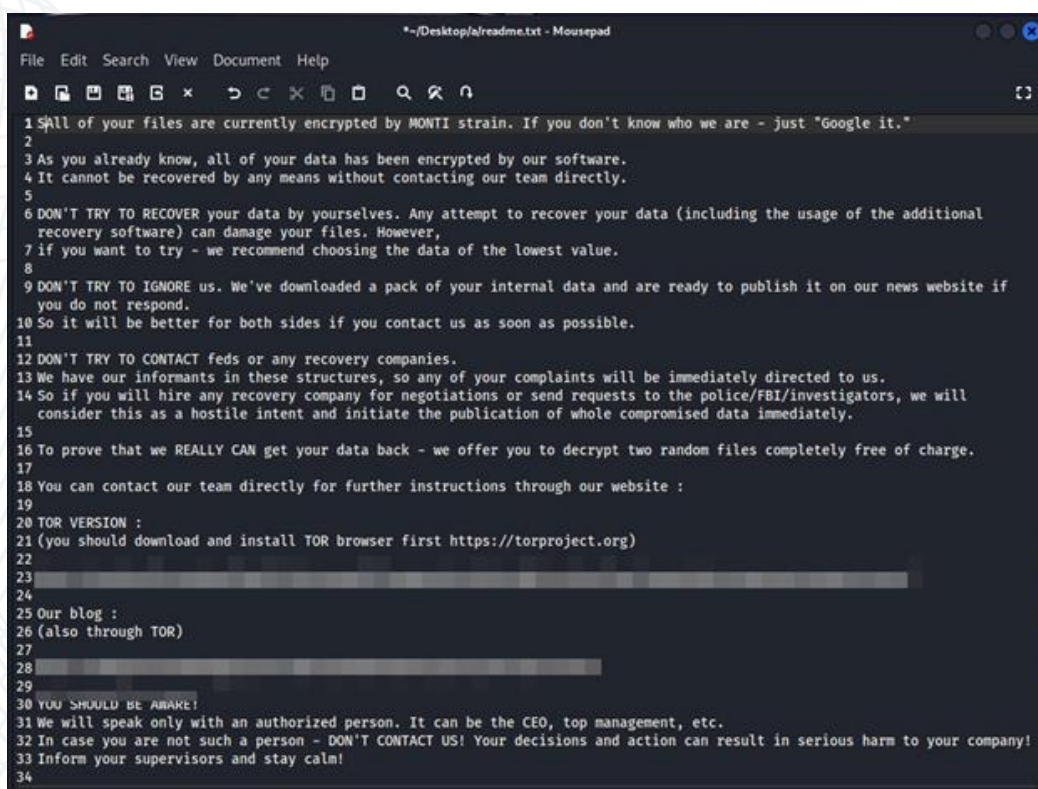 *~/Desktop/a/readme.txt - Mousepad
File Edit Search View Document Help
1 SAll of your files are currently encrypted by MONTI strain. If you don't know who we are - just "Google it."
2
3 As you already know, all of your data has been encrypted by our software.
4 It cannot be recovered by any means without contacting our team directly.
5
6 DON'T TRY TO RECOVER your data by yourselves. Any attempt to recover your data (including the usage of the additional
recovery software) can damage your files. However,
7 if you want to try - we recommend choosing the data of the lowest value.
8
9 DON'T TRY TO IGNORE us. We've downloaded a pack of your internal data and are ready to publish it on our news website if
you do not respond.
10 So it will be better for both sides if you contact us as soon as possible.
11
12 DON'T TRY TO CONTACT feds or any recovery companies.
13 We have our informants in these structures, so any of your complaints will be immediately directed to us.
14 So if you will hire any recovery company for negotiations or send requests to the police/FBI/investigators, we will
consider this as a hostile intent and initiate the publication of whole compromised data immediately.
15
16 To prove that we REALLY CAN get your data back - we offer you to decrypt two random files completely free of charge.
17
18 You can contact our team directly for further instructions through our website :
19
20 TOR VERSION :
21 (you should download and install TOR browser first https://torproject.org)
22
23
24
25 Our blog :
26 (also through TOR)
27
28
29
30 YOU SHOULD BE AWARE!
31 We will speak only with an authorized person. It can be the CEO, top management, etc.
32 In case you are not such a person - DON'T CONTACT US! Your decisions and action can result in serious harm to your company!
33 Inform your supervisors and stay calm!
34